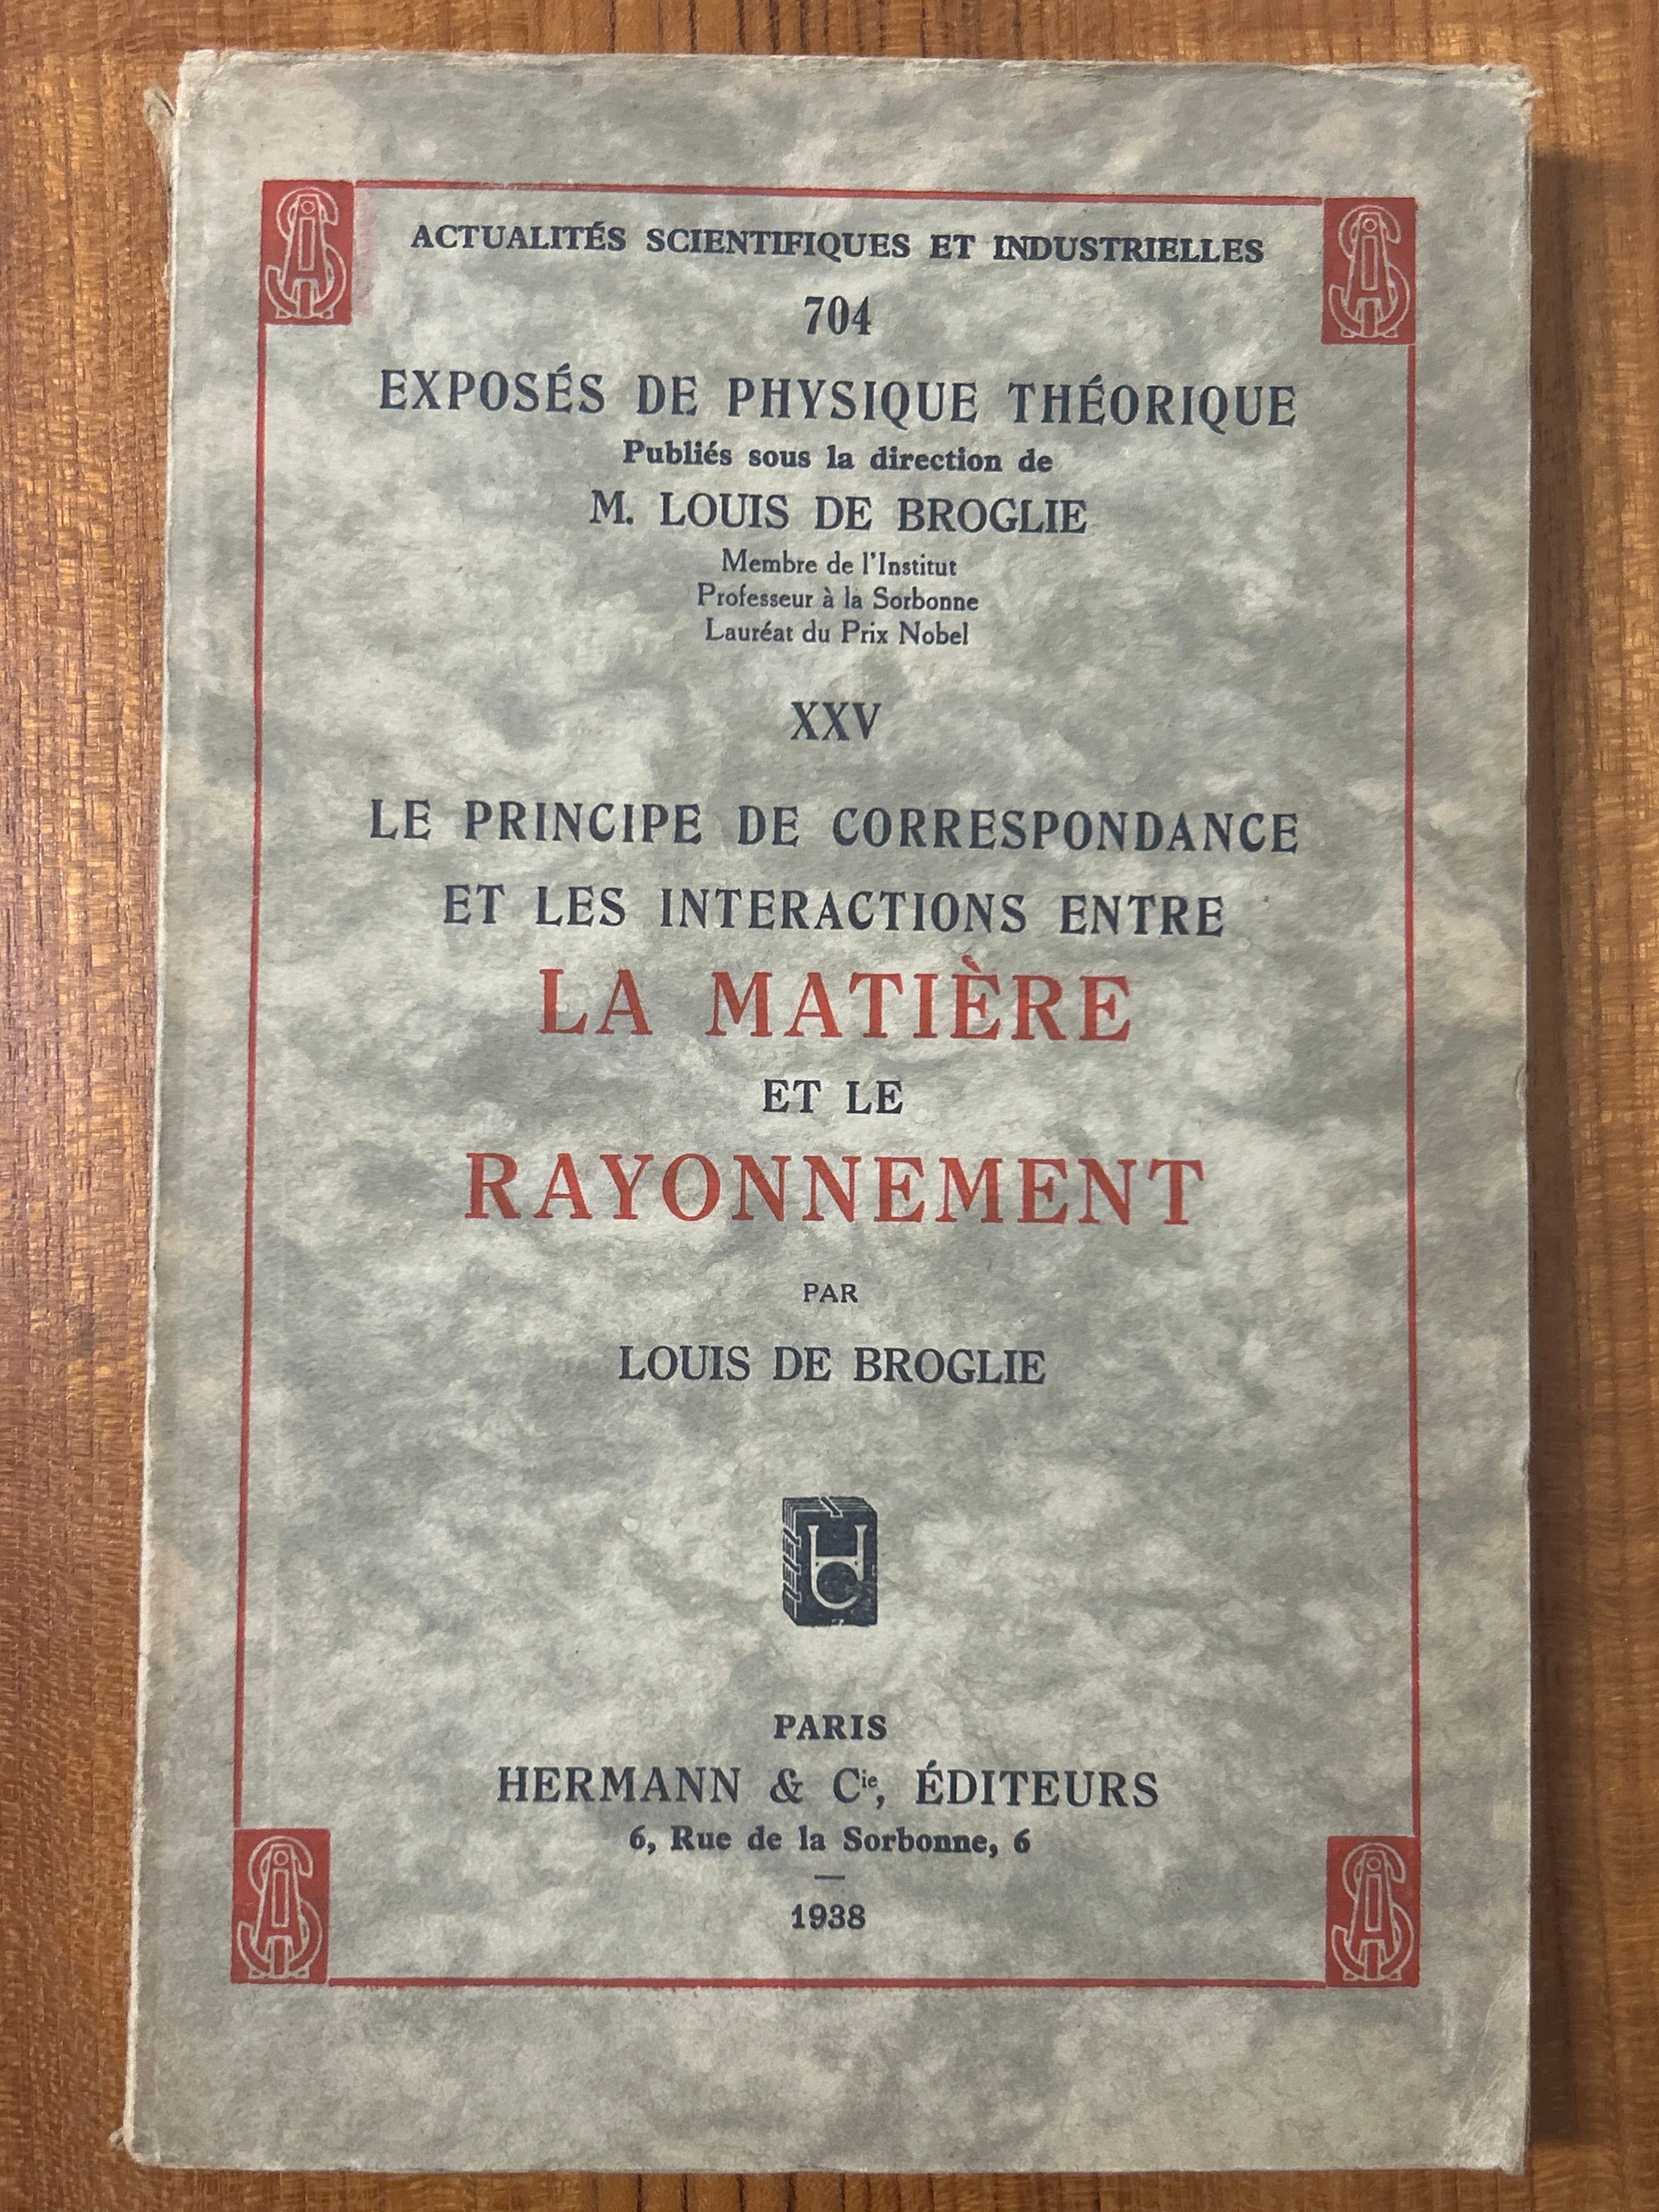 ACTUALITÉS SCIENTIFIQUES ET INDUSTRIELLES
704
EXPOSÉS DE PHYSIQUE THÉORIQUE
Publiés sous la direction de
M. LOUIS DE BROGLIE
Membre de l'Institut
Professeur à la Sorbonne
Lauréat du Prix Nobel
XXV
LE PRINCIPE DE CORRESPONDANCE
ET LES INTERACTIONS ENTRE
LA MATIÈRE
ET LE
RAYONNEMENT
PAR
LOUIS DE BROGLIE
PARIS
HERMANN & Cie, ÉDITEURS
6, Rue de la Sorbonne, 6
1938